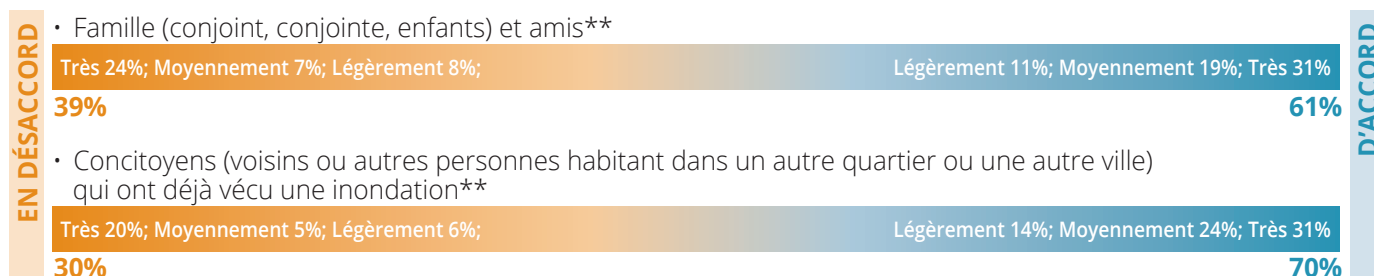 EN DÉSACCORD
D'ACCORD
• Famille (conjoint, conjointe, enfants) et amis**
Très 24%; Moyennement 7%; Légèrement 8%;
Légèrement 11%; Moyennement 19%; Très 31%
39%
61%
• Concitoyens (voisins ou autres personnes habitant dans un autre quartier ou une autre ville)
qui ont déjà vécu une inondation**
Très 20%; Moyennement 5%; Légèrement 6%;
Légèrement 14%; Moyennement 24%; Très 31%
30%
70%